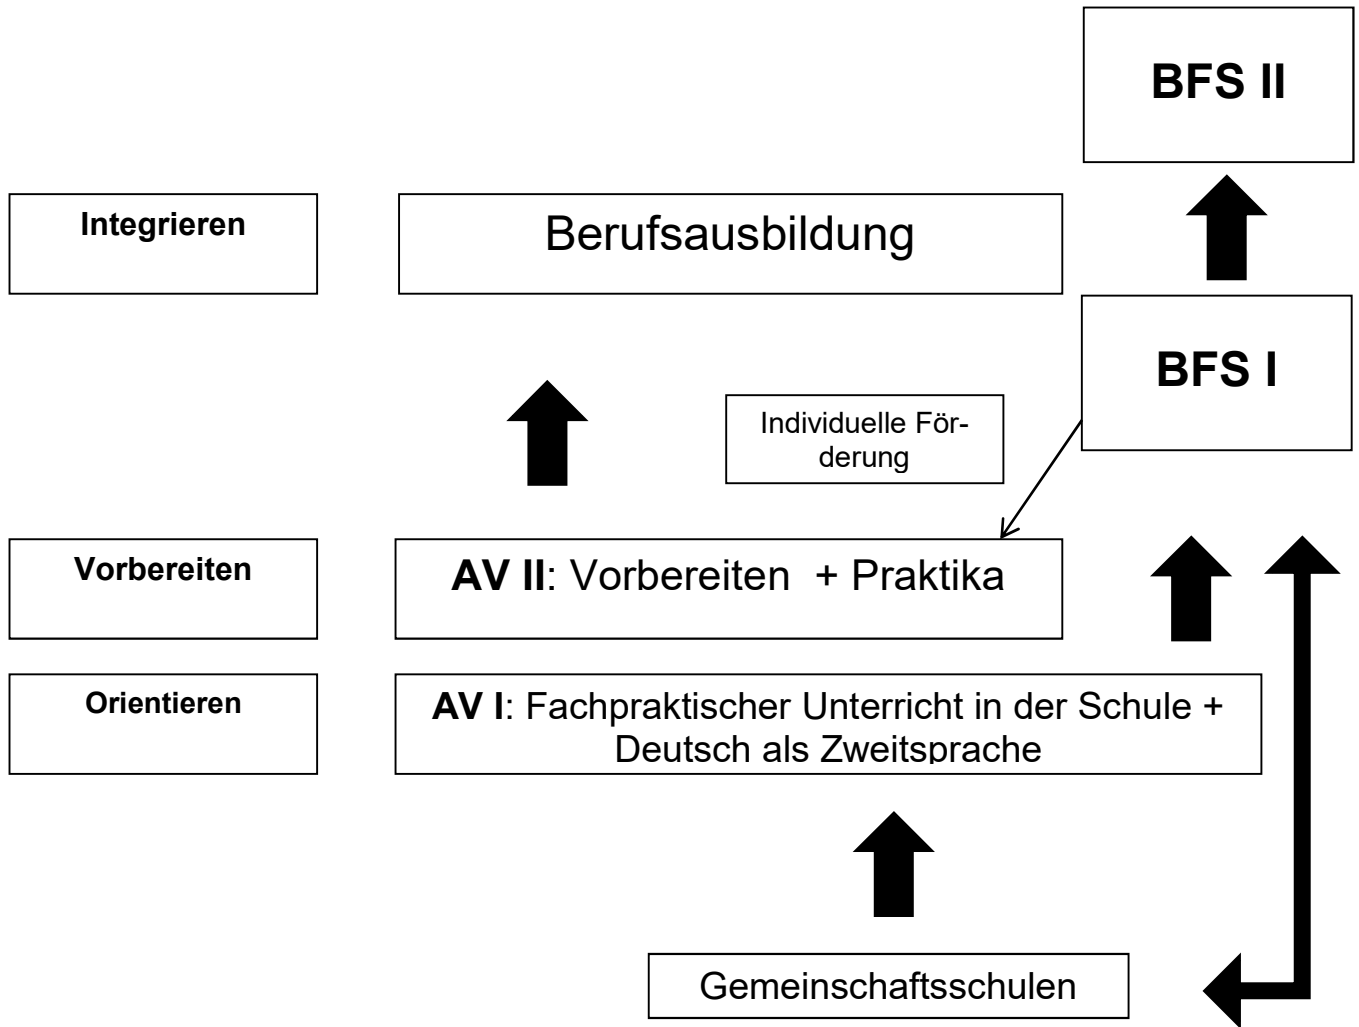 BFS II
Integrieren
Berufsausbildung
BFS I
Individuelle För-
derung
Vorbereiten
AV II: Vorbereiten + Praktika
Orientieren
AV I: Fachpraktischer Unterricht in der Schule +
Deutsch als Zweitsprache
Gemeinschaftsschulen